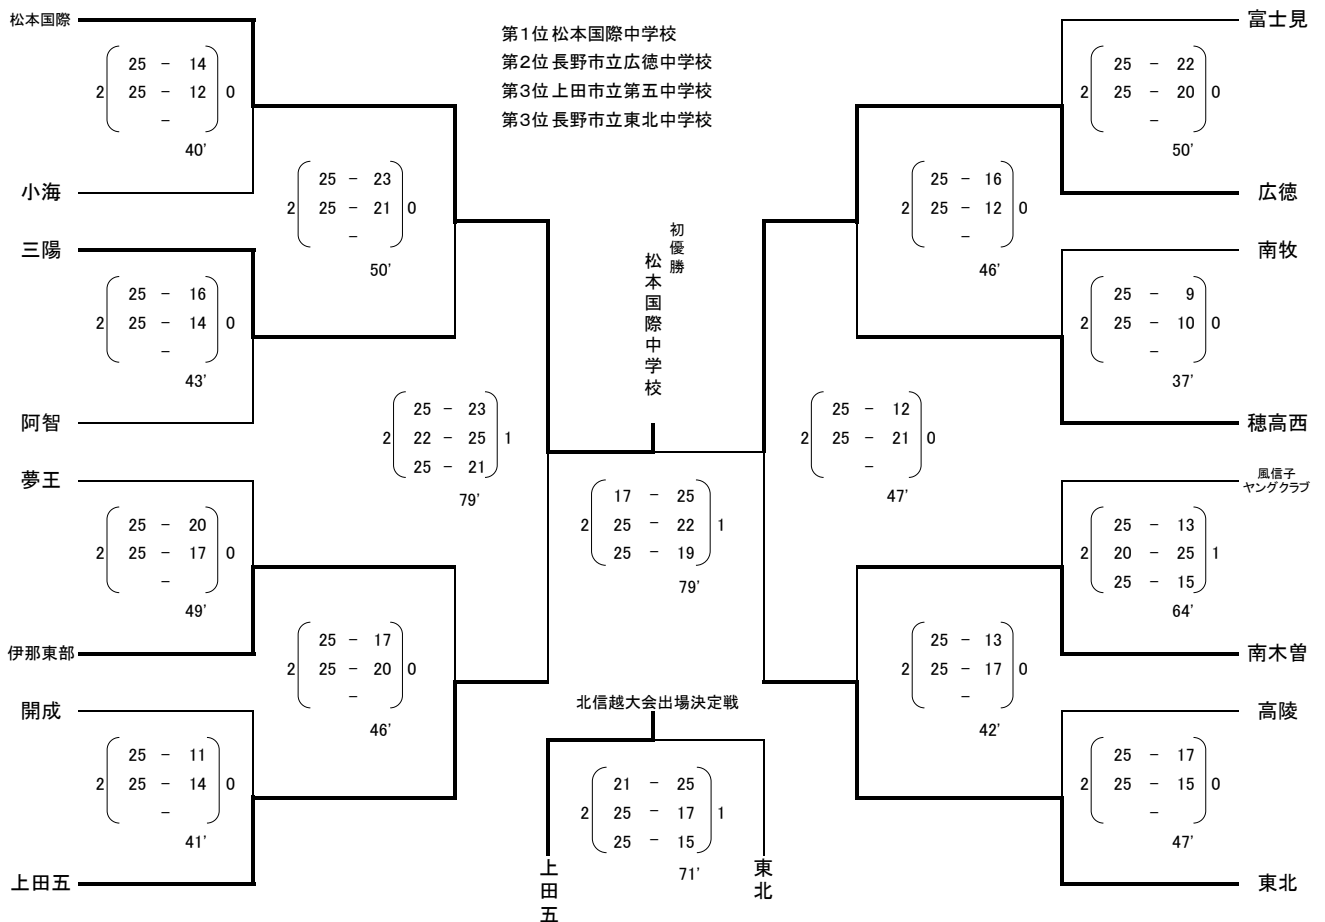 松本国際
25 - 14
2 25 - 12 0
-
40'
小海
2 25 - 23 0
25 - 21
-
50'
三陽
25 - 16
2 25 - 14 0
-
43'
阿智
25 - 23
2 22 - 25 1
25 - 21
79'
夢王
25 - 20
2 25 - 17 0
-
49'
伊那東部
25 - 17
2 25 - 20 0
-
46'
開成
25 - 11
2 25 - 14 0
-
41'
上田五
第1位 松本国際中学校
第2位 長野市立広徳中学校
第3位 上田市立第五中学校
第3位 長野市立東北中学校
初優勝
松本国際中学校
17 - 25
2 25 - 22 1
25 - 19
79'
北信越大会出場決定戦
21 - 25
2 25 - 17 1
25 - 15
71'
上田五
東北
富士見
25 - 22
2 25 - 20 0
-
50'
広徳
25 - 16
2 25 - 12 0
-
46'
南牧
25 - 9
2 25 - 10 0
-
37'
穂高西
25 - 12
2 25 - 21 0
-
47'
風信子
ヤングクラブ
25 - 13
2 20 - 25 1
25 - 15
64'
南木曽
25 - 13
2 25 - 17 0
-
42'
高陵
25 - 17
2 25 - 15 0
-
47'
東北